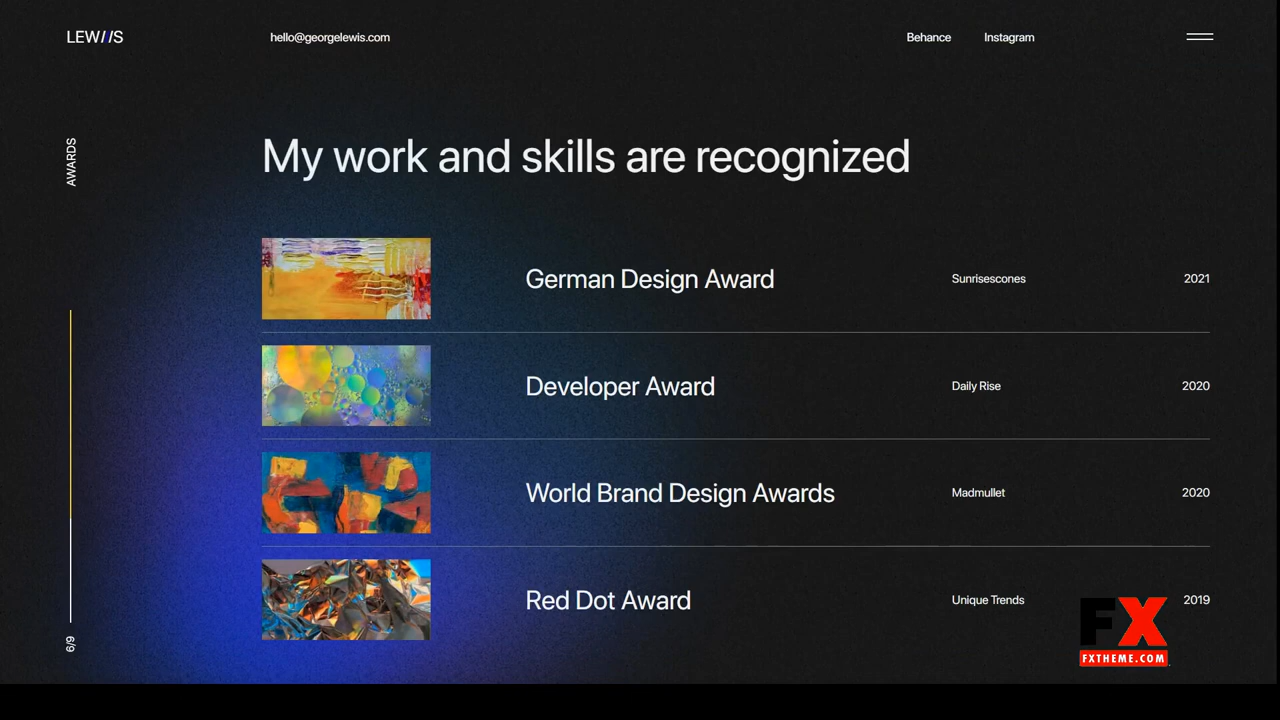 LEW//S
hello@georgelewis.com
Behance
Instagram
AWARDS
My work and skills are recognized
German Design Award
Sunrisescones
2021
Developer Award
Daily Rise
2020
World Brand Design Awards
Madmullet
2020
Red Dot Award
Unique Trends
2019
6/9
FX
FXTHEME.COM